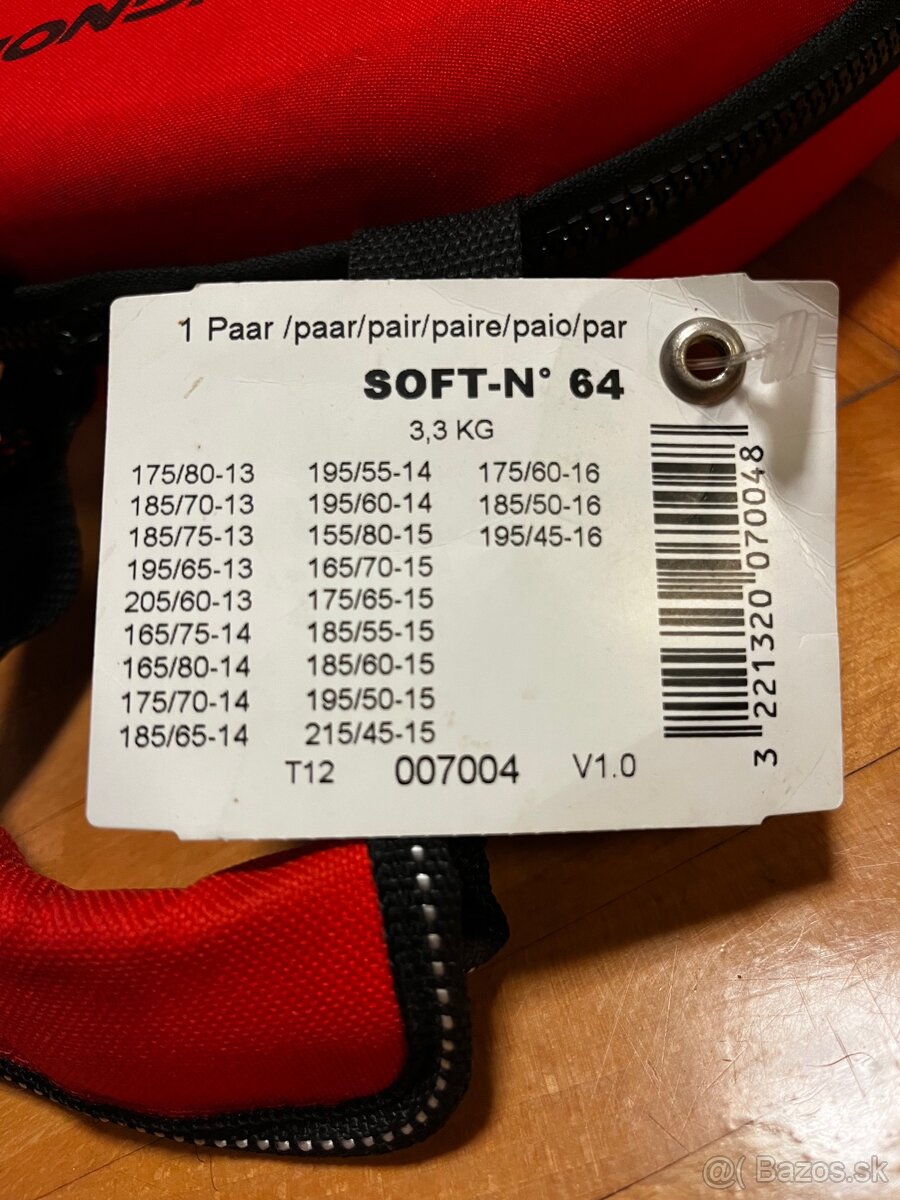 1 Paar /paar/pair/paire/paio/par
SOFT-N° 64
3,3 KG
175/80-13 195/55-14 175/60-16
185/70-13 195/60-14 185/50-16
185/75-13 155/80-15 195/45-16
195/65-13 165/70-15
205/60-13 175/65-15
165/75-14 185/55-15
165/80-14 185/60-15
175/70-14 195/50-15
185/65-14 215/45-15
T12 007004 V1.0
3 221320 070048
@( Bazos.sk